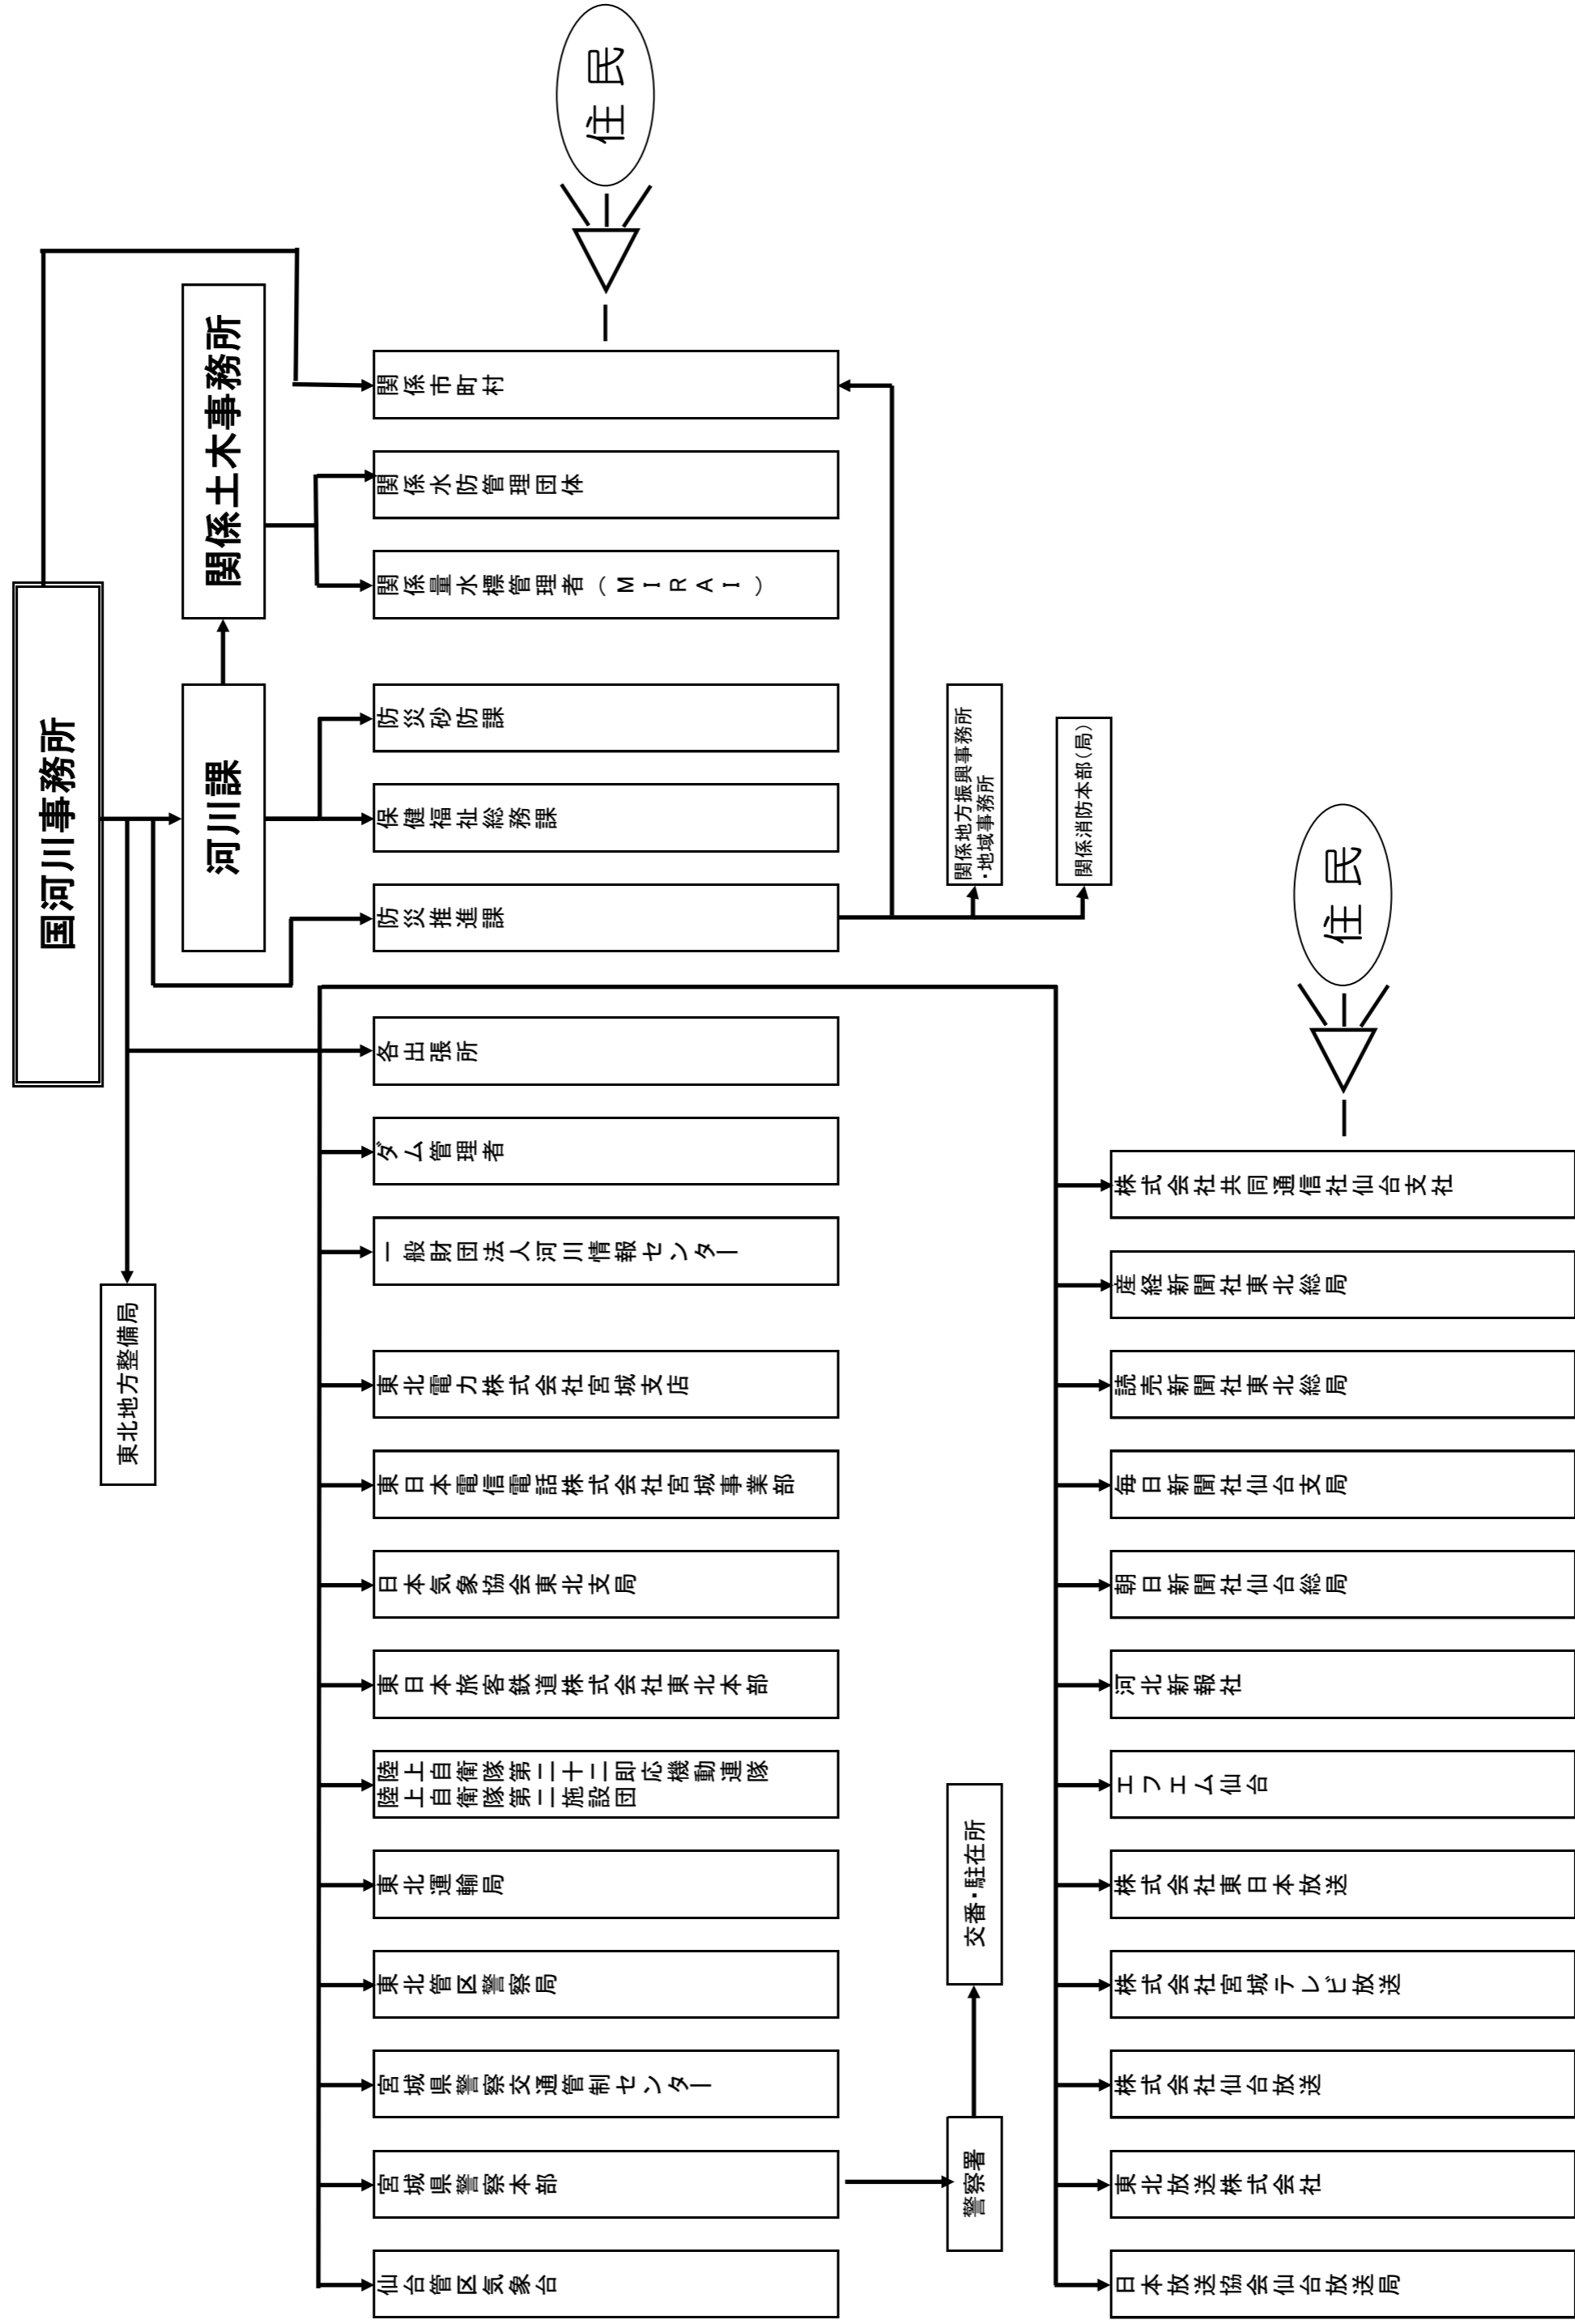 国河川事務所
東北地方整備局
河川課
関係土木事務所
仙台管区気象台
宮城県警察本部
宮城県警察交通管制センター
東北管区警察局
東北運輸局
陸上自衛隊第二十二即応機動連隊
陸上自衛隊第二施設団
東日本旅客鉄道株式会社東北本部
日本気象協会東北支局
東日本電信電話株式会社宮城事業部
東北電力株式会社宮城支店
一般財団法人河川情報センター
ダム管理者
各出張所
防災推進課
保健福祉総務課
防災砂防課
関係量水標管理者(MIRAI)
関係水防管理団体
関係市町村
住民
警察署
交番・駐在所
関係地方振興事務所
・地域事務所
関係消防本部(局)
日本放送協会仙台放送局
東北放送株式会社
株式会社仙台放送
株式会社宮城テレビ放送
株式会社東日本放送
エフエム仙台
河北新報社
朝日新聞社仙台総局
毎日新聞社仙台支局
読売新聞社東北総局
産経新聞社東北総局
株式会社共同通信社仙台支社
住民